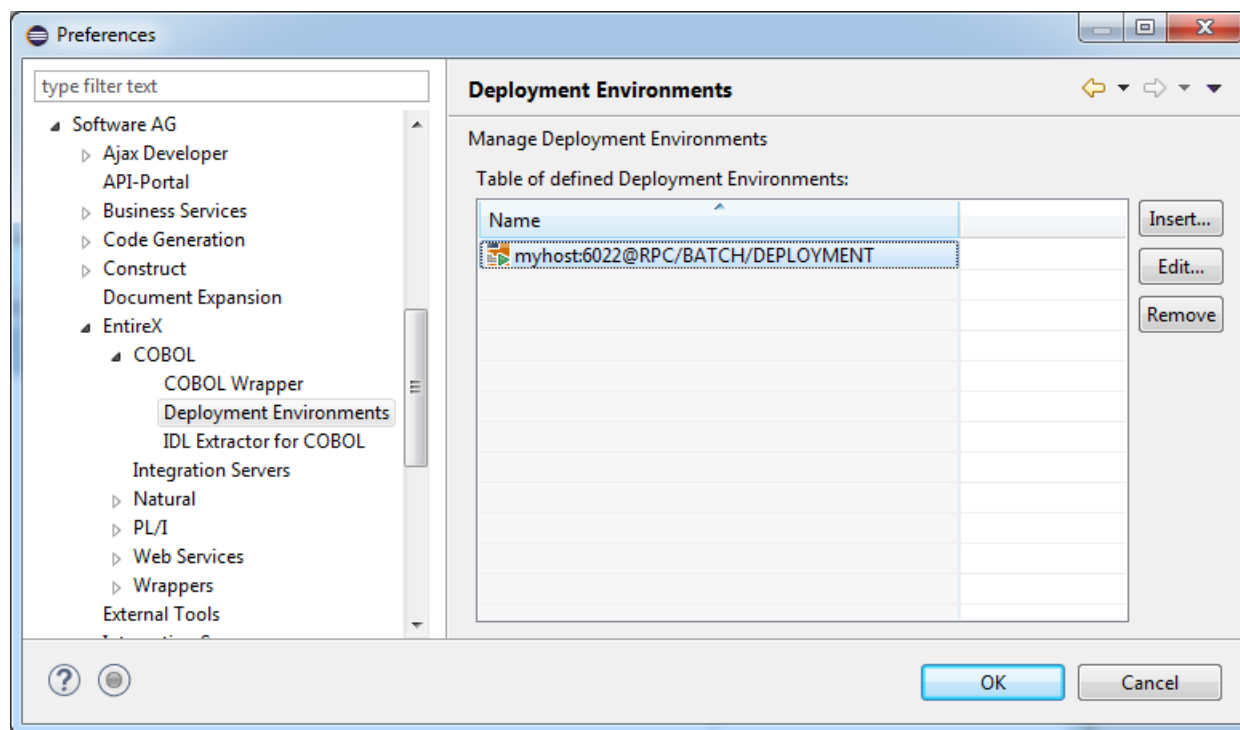 Preferences
type filter text
Software AG
Ajax Developer
API-Portal
Business Services
Code Generation
Construct
Document Expansion
EntireX
COBOL
COBOL Wrapper
Deployment Environments
IDL Extractor for COBOL
Integration Servers
Natural
PL/I
Web Services
Wrappers
External Tools
Deployment Environments
Manage Deployment Environments
Table of defined Deployment Environments:
Name
myhost:6022@RPC/BATCH/DEPLOYMENT
Insert...
Edit...
Remove
?
OK
Cancel